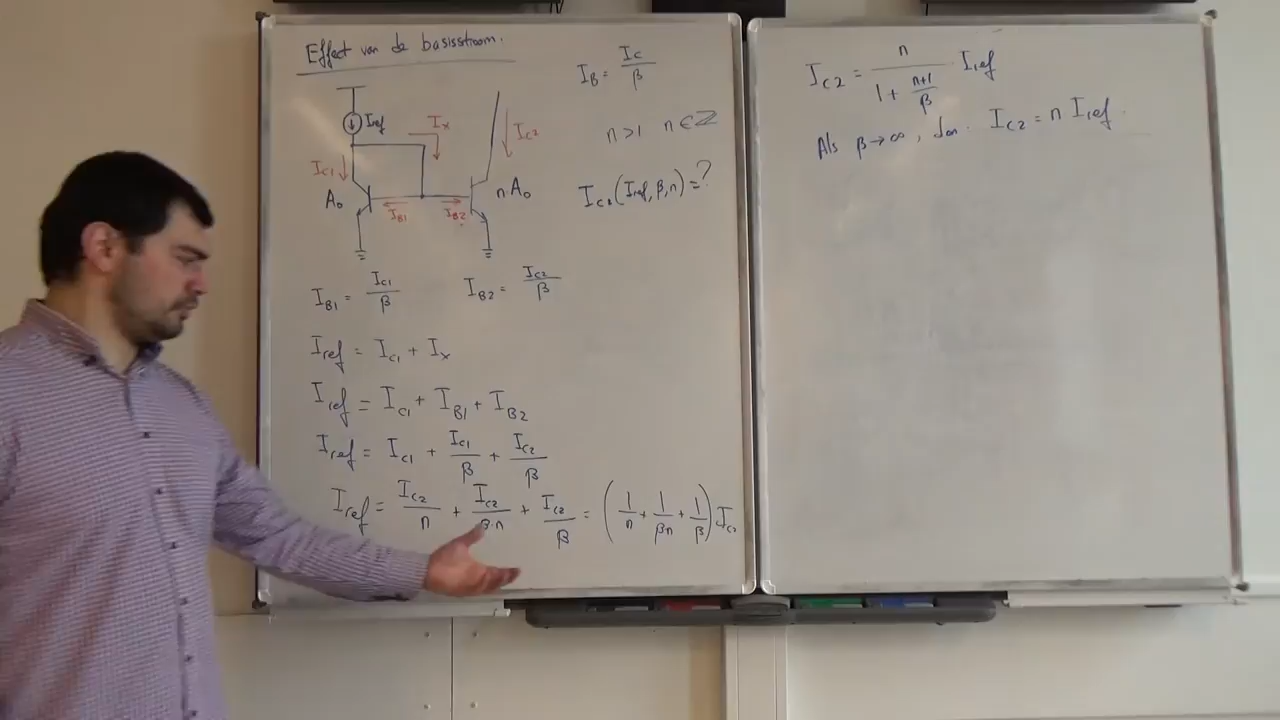 Effect van de basisstroom.
I_B = I_C/β
n>1 n∈ℤ
I_C2(I_ref, β, n) = ?
I_ref
I_x
I_C2
I_C1
A_0
I_B1
I_B2
n·A_0
I_B1 = I_C1/β I_B2 = I_C2/β
I_ref = I_C1 + I_x
I_ref = I_C1 + I_B1 + I_B2
I_ref = I_C1 + I_C1/β + I_C2/β
I_ref = I_C2/n + I_C2/(β·n) + I_C2/β = (1/n + 1/(βn) + 1/β) I_C2
I_C2 = n/(1 + (n+1)/β) · I_ref
Als β→∞, dan. I_C2 = n I_ref.